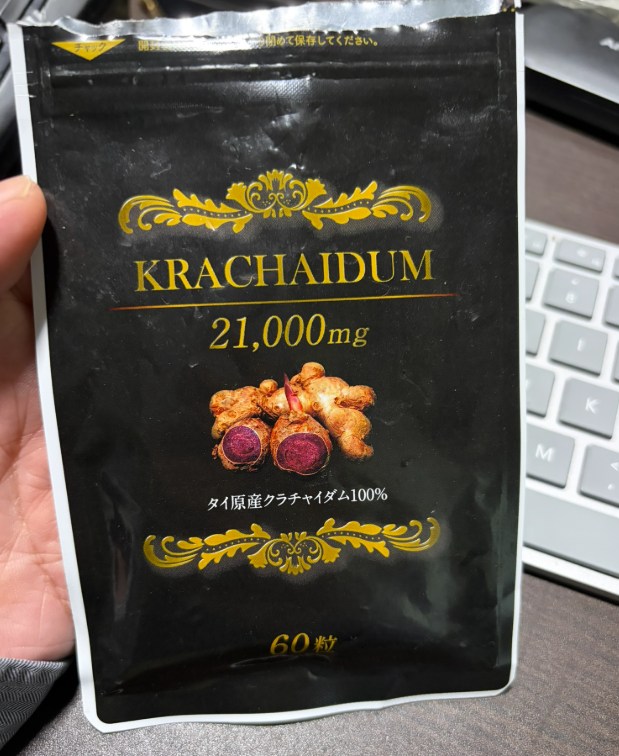 チャック
閉めて保存してください。
KRACHAIDUM
21,000mg
タイ原産クラチャイダム100%
60粒
K
M